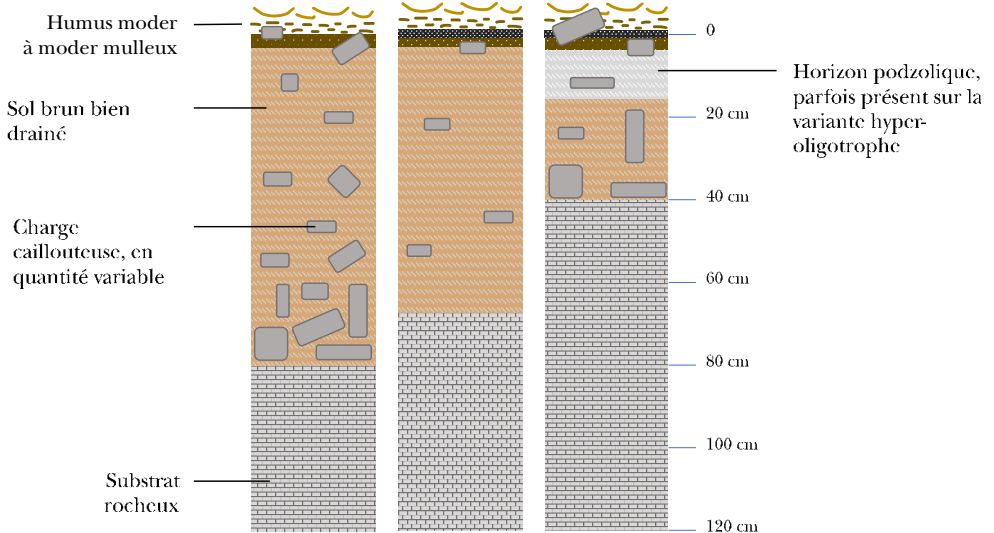 Humus moder
à moder mulleux
Sol brun bien
drainé
Charge
caillouteuse, en
quantité variable
Substrat
rocheux
0
20 cm
40 cm
60 cm
80 cm
100 cm
120 cm
Horizon podzolique,
parfois présent sur la
variante hyper-
oligotrophe